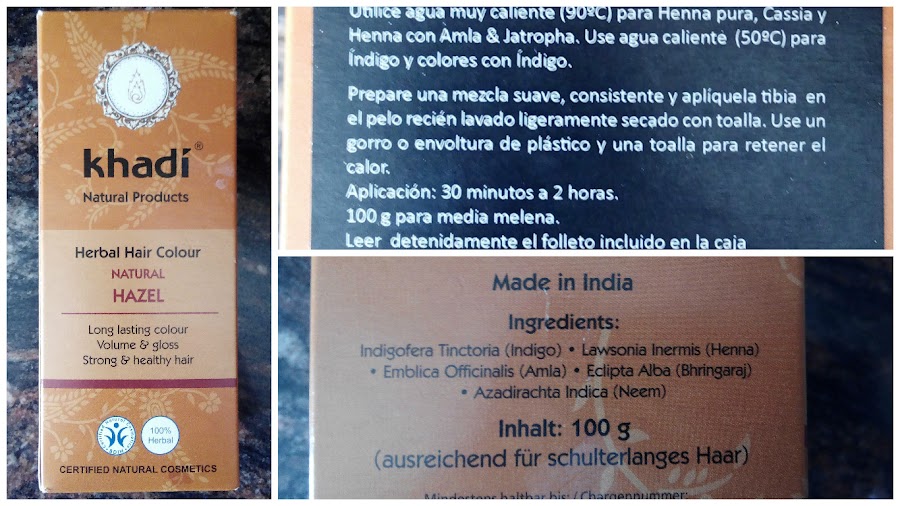 khadí®
Natural Products
Herbal Hair Colour
NATURAL
HAZEL
Long lasting colour
Volume & gloss
Strong & healthy hair
100%
Herbal
CERTIFIED NATURAL COSMETICS
Utilice agua muy caliente (90ºC) para Henna pura, Cassia y
Henna con Amla & Jatropha. Use agua caliente (50ºC) para
Índigo y colores con Índigo.
Prepare una mezcla suave, consistente y aplíquela tibia en
el pelo recién lavado ligeramente secado con toalla. Use un
gorro o envoltura de plástico y una toalla para retener el
calor.
Aplicación: 30 minutos a 2 horas.
100 g para media melena.
Leer detenidamente el folleto incluido en la caja
Made in India
Ingredients:
Indigofera Tinctoria (Indigo) • Lawsonia Inermis (Henna)
• Emblica Officinalis (Amla) • Eclipta Alba (Bhringaraj)
• Azadirachta Indica (Neem)
Inhalt: 100 g
(ausreichend für schulterlanges Haar)
Mindestens haltbar bis: / Chargennummer: